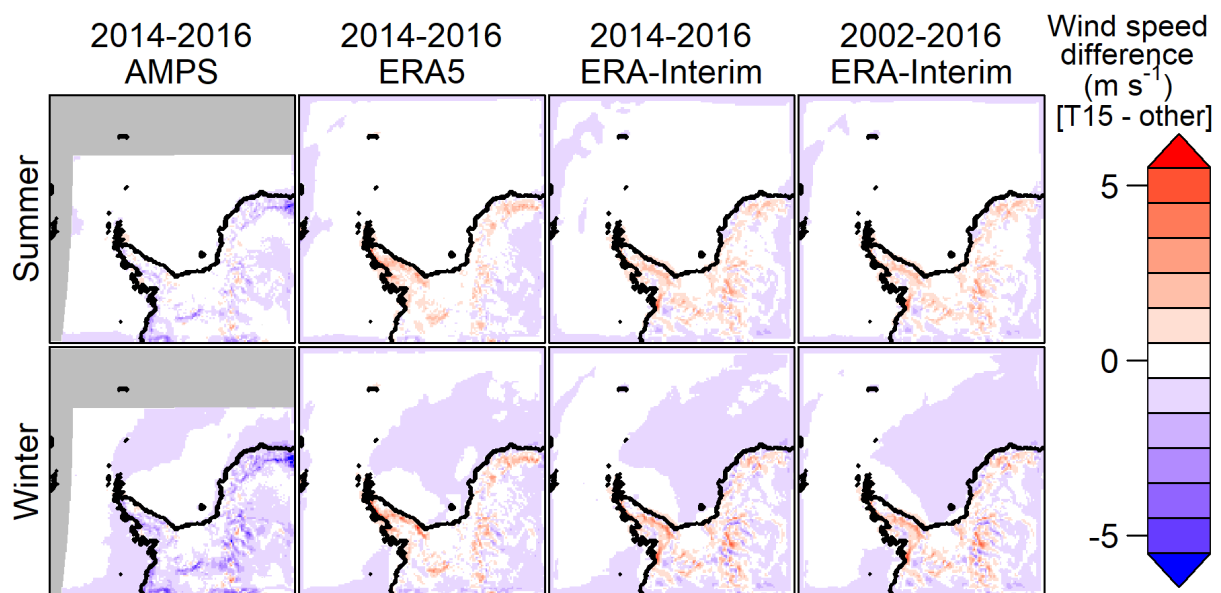 2014-2016
AMPS
2014-2016
ERA5
2014-2016
ERA-Interim
2002-2016
ERA-Interim
Wind speed
difference
(m s⁻¹)
[T15 - other]
Summer
Winter
5
0
-5